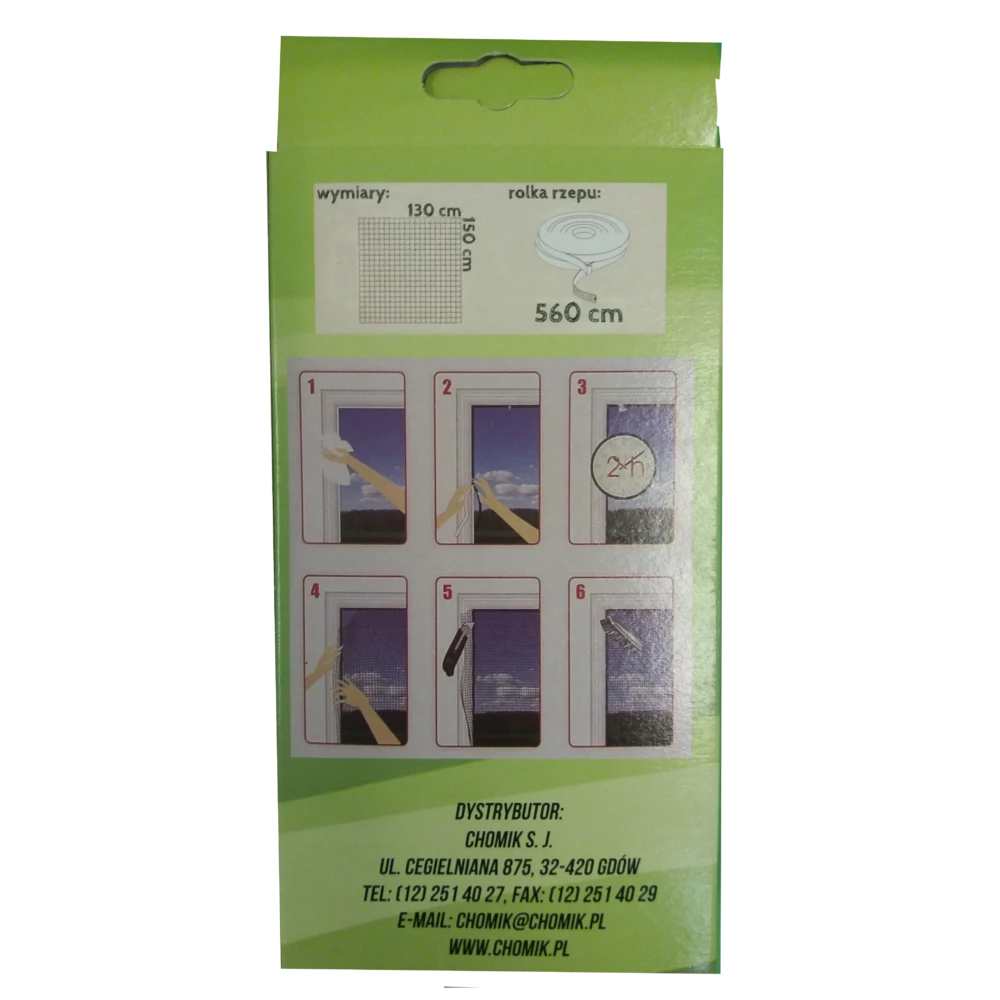 wymiary:
130 cm
150 cm
rolka rzepu:
560 cm
1
2
3
4
5
6
DYSTRYBUTOR:
CHOMIK S. J.
UL. CEGIELNIANA 875, 32-420 GDÓW
TEL: (12) 251 40 27, FAX: (12) 251 40 29
E-MAIL: CHOMIK@CHOMIK.PL
WWW.CHOMIK.PL